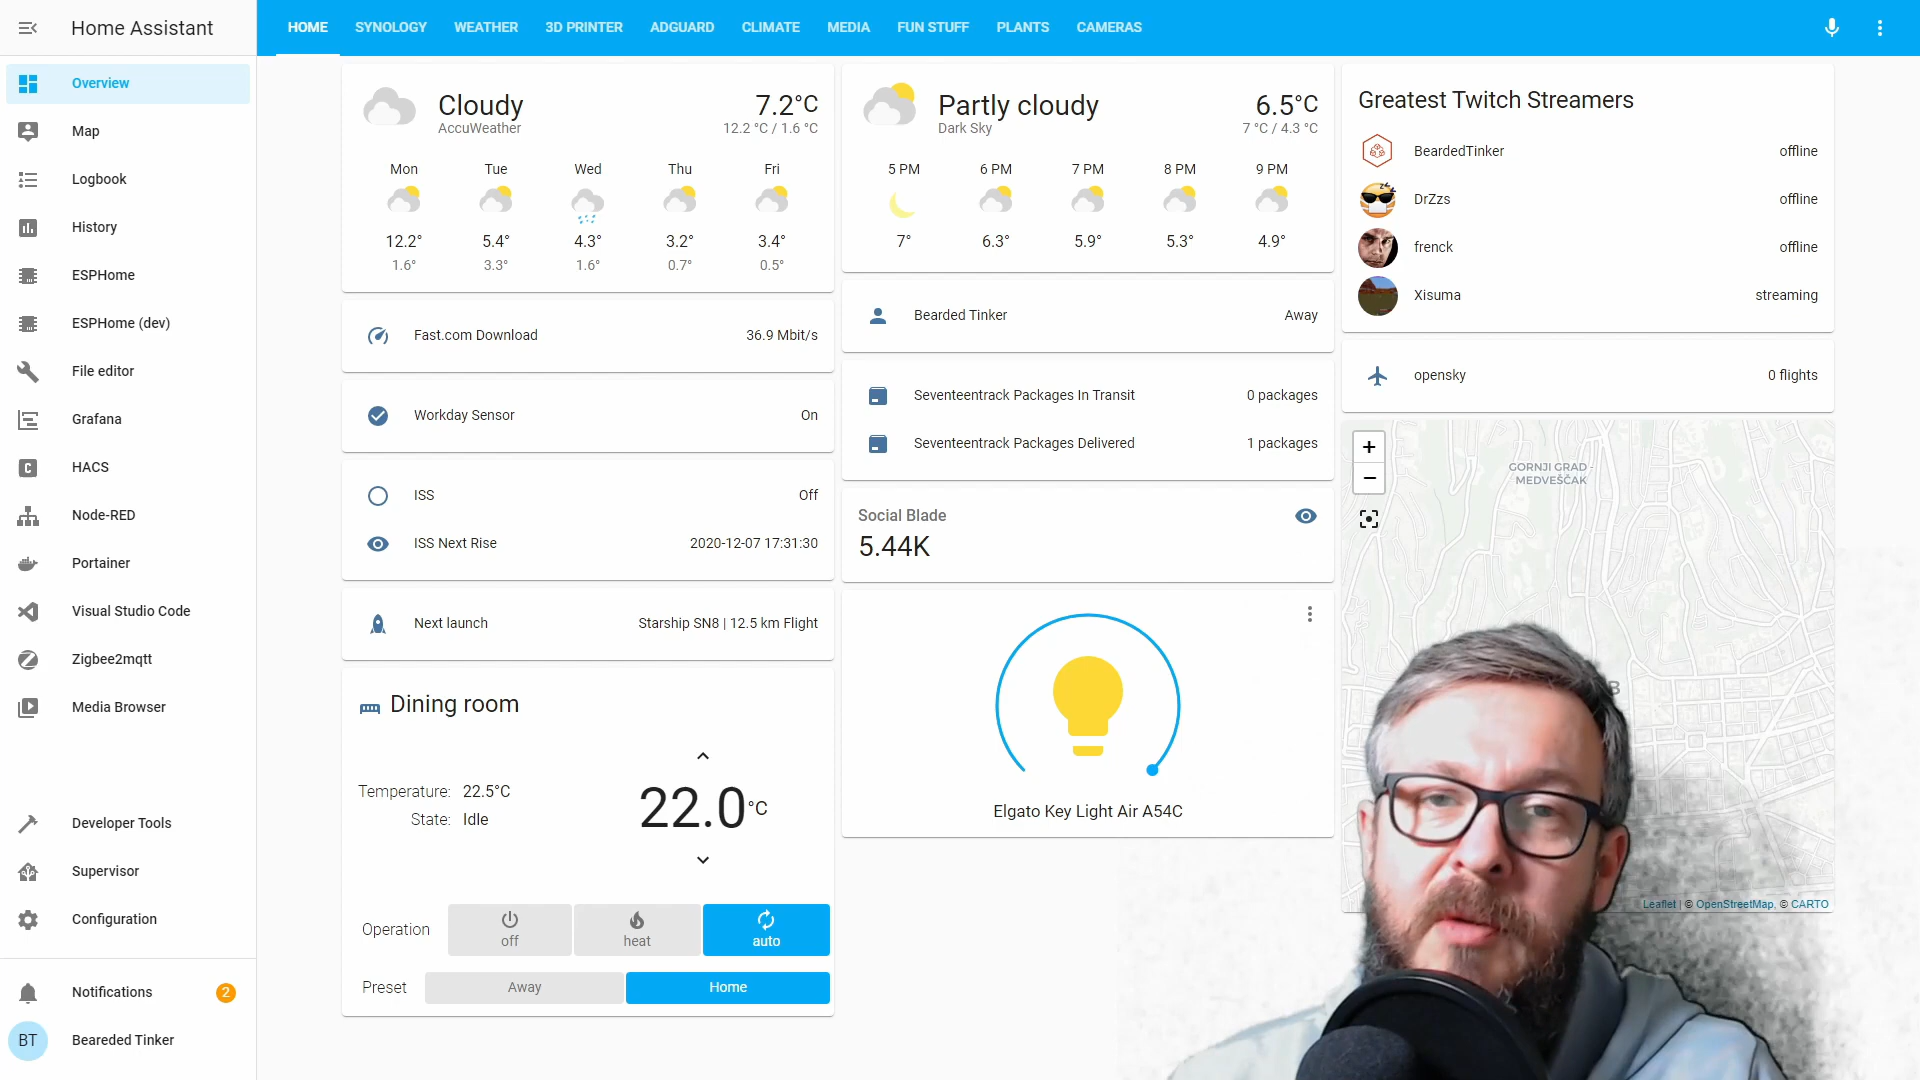 Home Assistant
HOME SYNOLOGY WEATHER 3D PRINTER ADGUARD CLIMATE MEDIA FUN STUFF PLANTS CAMERAS
Overview
Map
Logbook
History
ESPHome
ESPHome (dev)
File editor
Grafana
HACS
Node-RED
Portainer
Visual Studio Code
Zigbee2mqtt
Media Browser
Developer Tools
Supervisor
Configuration
Notifications 2
BT Beareded Tinker
Cloudy 7.2°C
AccuWeather 12.2 °C / 1.6 °C
Mon Tue Wed Thu Fri
12.2° 5.4° 4.3° 3.2° 3.4°
1.6° 3.3° 1.6° 0.7° 0.5°
Fast.com Download 36.9 Mbit/s
Workday Sensor On
ISS Off
ISS Next Rise 2020-12-07 17:31:30
Next launch Starship SN8 | 12.5 km Flight
Dining room
Temperature: 22.5°C
State: Idle
22.0 °C
Operation off heat auto
Preset Away Home
Partly cloudy 6.5°C
Dark Sky 7 °C / 4.3 °C
5 PM 6 PM 7 PM 8 PM 9 PM
7° 6.3° 5.9° 5.3° 4.9°
Bearded Tinker Away
Seventeentrack Packages In Transit 0 packages
Seventeentrack Packages Delivered 1 packages
Social Blade
5.44K
Elgato Key Light Air A54C
Greatest Twitch Streamers
BeardedTinker offline
DrZzs offline
frenck offline
Xisuma streaming
opensky 0 flights
+
−
GORNJI GRAD -
MEDVEŠČAK
B
Leaflet | © OpenStreetMap, © CARTO